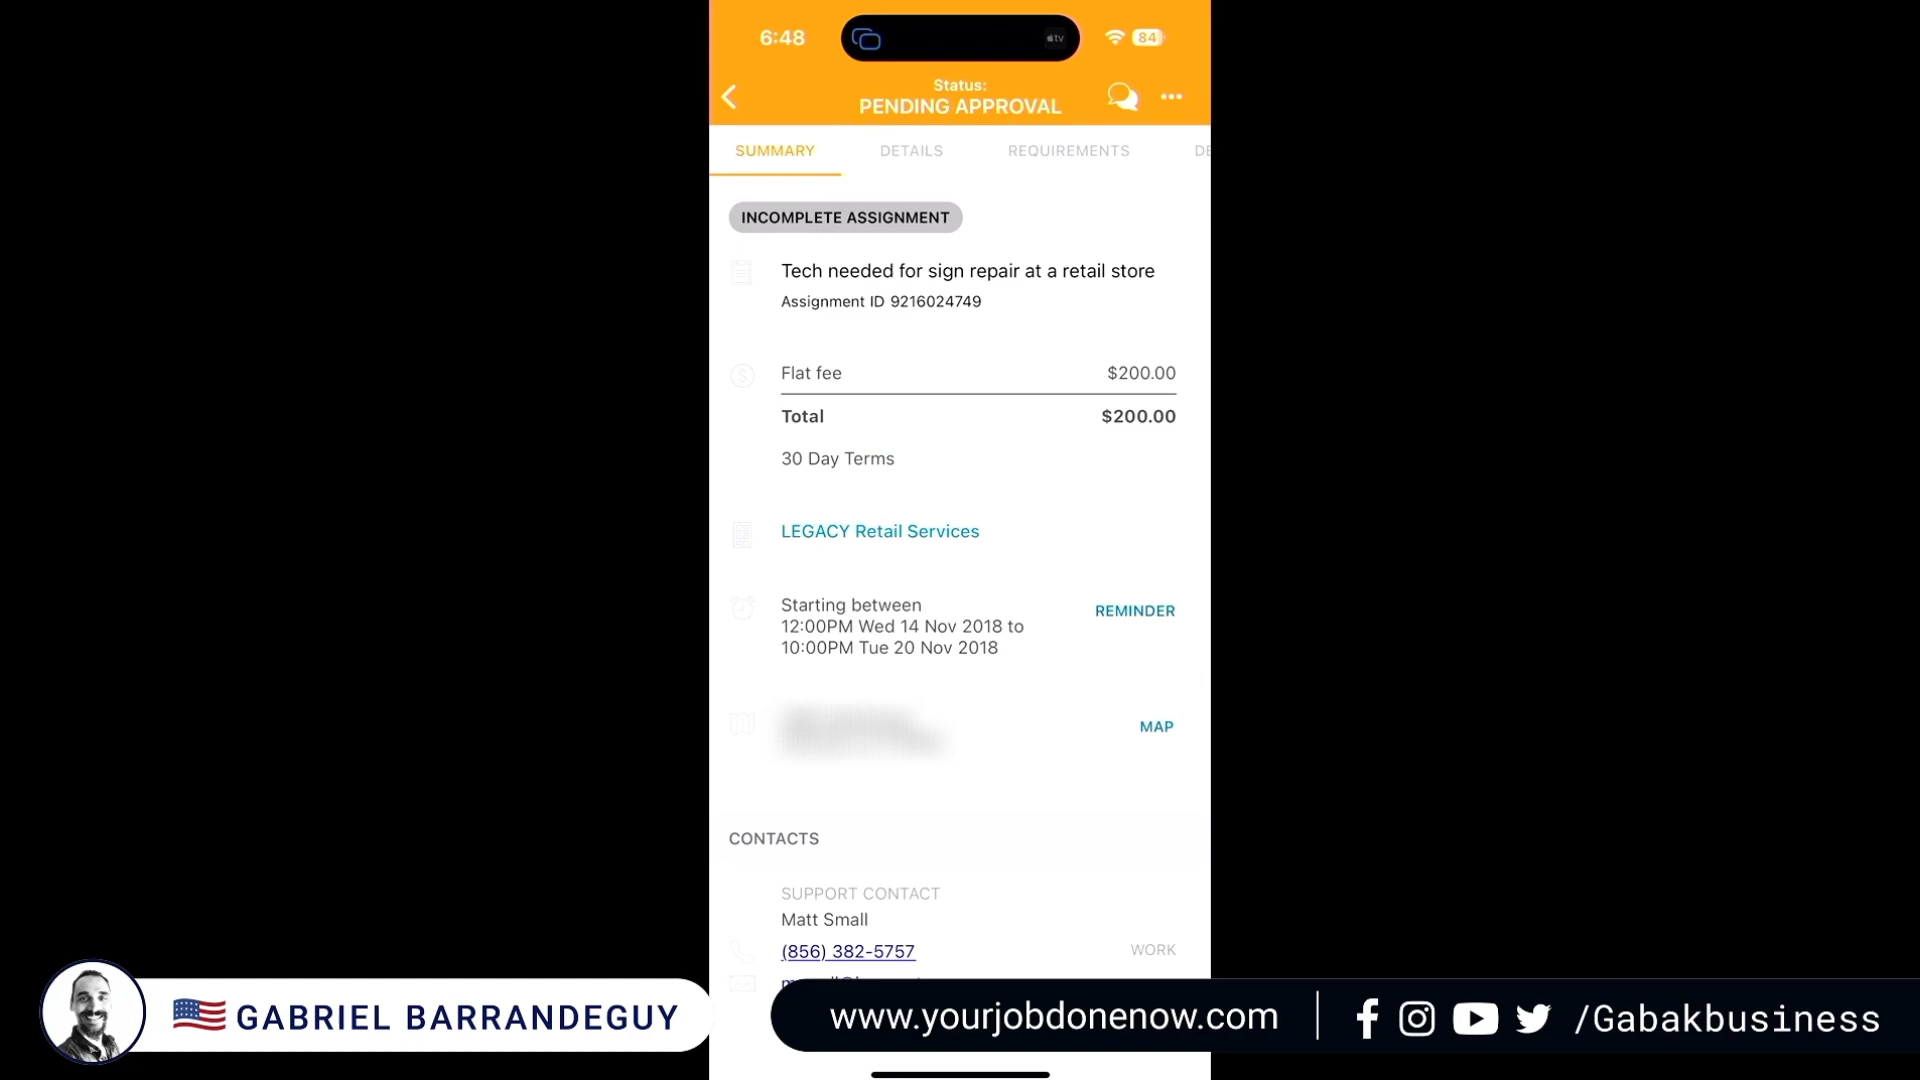 6:48
tv
84
Status:
PENDING APPROVAL
SUMMARY
DETAILS
REQUIREMENTS
DE
INCOMPLETE ASSIGNMENT
Tech needed for sign repair at a retail store
Assignment ID 9216024749
Flat fee $200.00
Total $200.00
30 Day Terms
LEGACY Retail Services
Starting between
12:00PM Wed 14 Nov 2018 to
10:00PM Tue 20 Nov 2018
REMINDER
MAP
CONTACTS
SUPPORT CONTACT
Matt Small
(856) 382-5757
WORK
GABRIEL BARRANDEGUY
www.yourjobdonenow.com
/Gabakbusiness